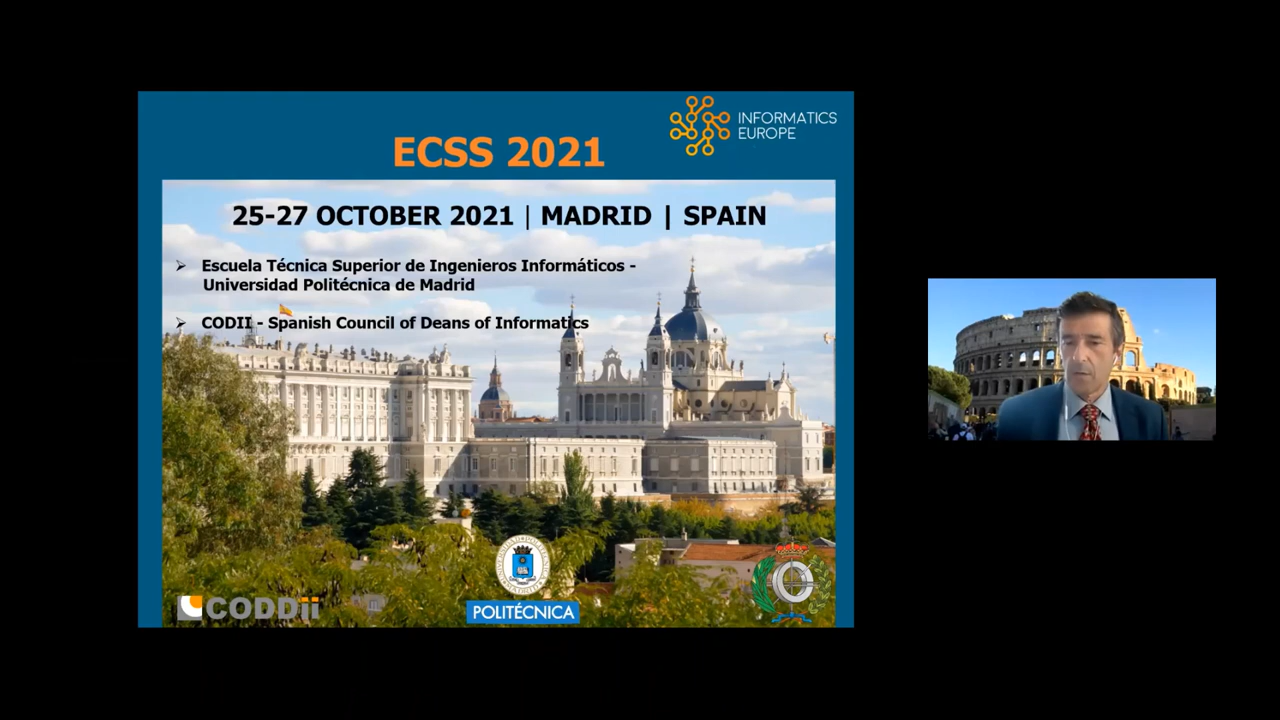 INFORMATICS
EUROPE
ECSS 2021
25-27 OCTOBER 2021 | MADRID | SPAIN
➢ Escuela Técnica Superior de Ingenieros Informáticos -
Universidad Politécnica de Madrid
➢ CODII - Spanish Council of Deans of Informatics
CODDii
POLITÉCNICA